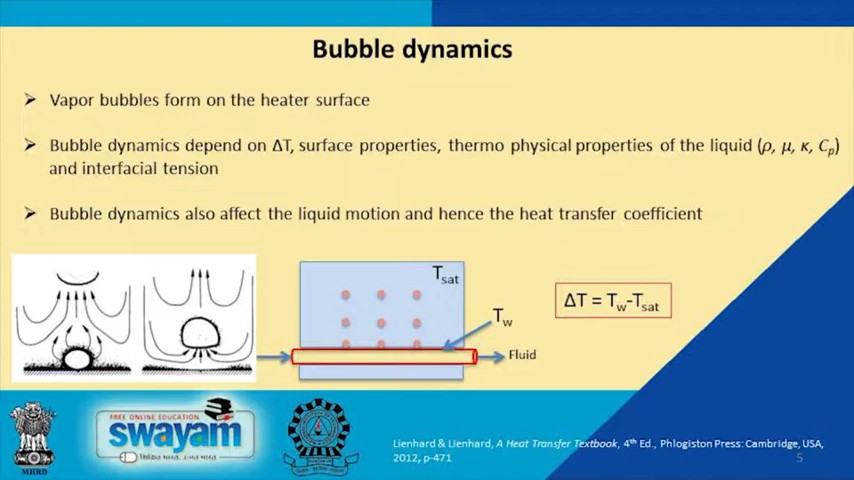 Bubble dynamics
➢ Vapor bubbles form on the heater surface
➢ Bubble dynamics depend on ΔT, surface properties, thermo physical properties of the liquid (ρ, μ, κ, Cp)
and interfacial tension
➢ Bubble dynamics also affect the liquid motion and hence the heat transfer coefficient
Tsat
Tw
ΔT = Tw-Tsat
Fluid
FREE ONLINE EDUCATION
swayam
MHRD
Lienhard & Lienhard, A Heat Transfer Textbook, 4th Ed., Phlogiston Press: Cambridge, USA,
2012, p-471
5